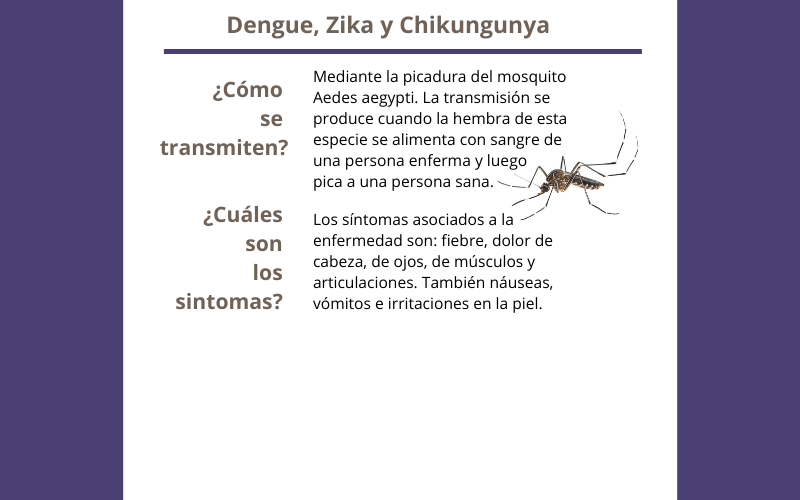 Dengue, Zika y Chikungunya
¿Cómo
se
transmiten?
Mediante la picadura del mosquito
Aedes aegypti. La transmisión se
produce cuando la hembra de esta
especie se alimenta con sangre de
una persona enferma y luego
pica a una persona sana.
¿Cuáles
son
los
sintomas?
Los síntomas asociados a la
enfermedad son: fiebre, dolor de
cabeza, de ojos, de músculos y
articulaciones. También náuseas,
vómitos e irritaciones en la piel.